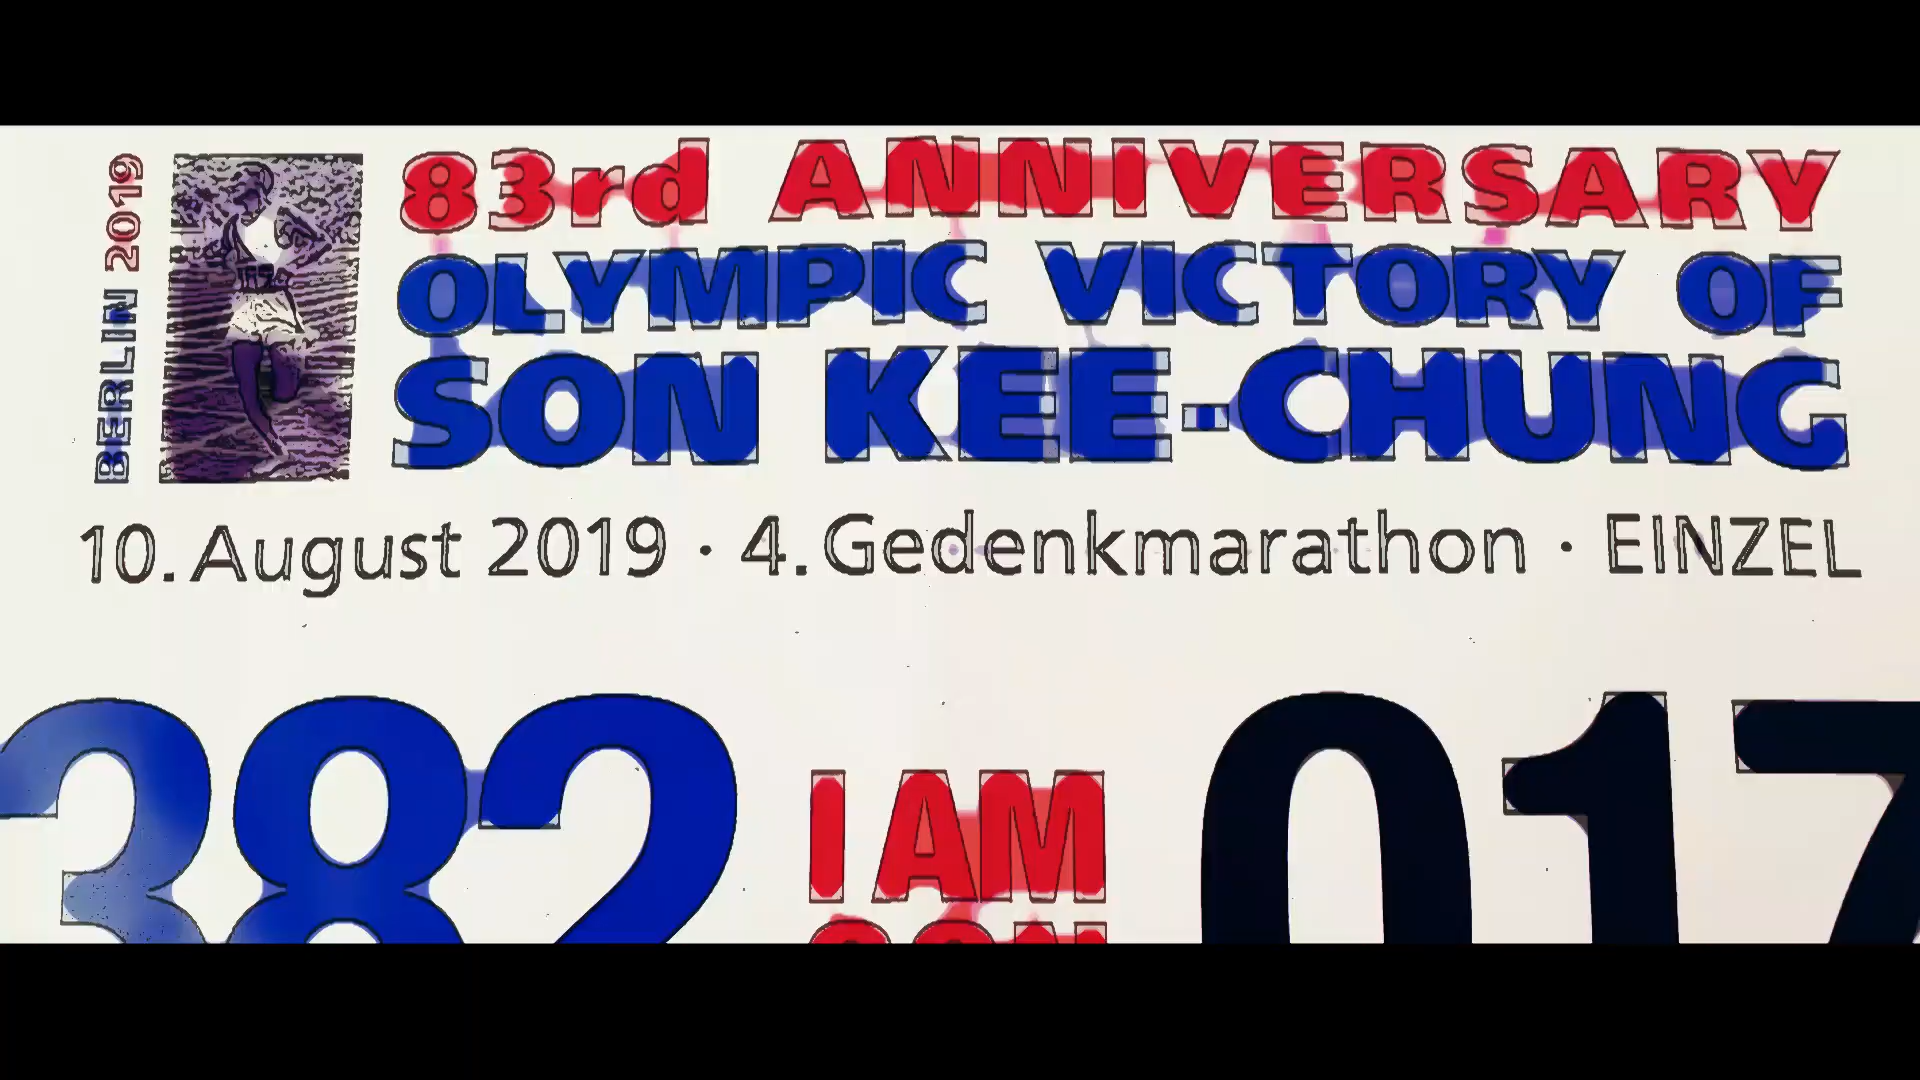 BERLIN 2019
83rd ANNIVERSARY
OLYMPIC VICTORY OF
SON KEE-CHUNG
10. August 2019 · 4. Gedenkmarathon · EINZEL
382
I AM
SON
017